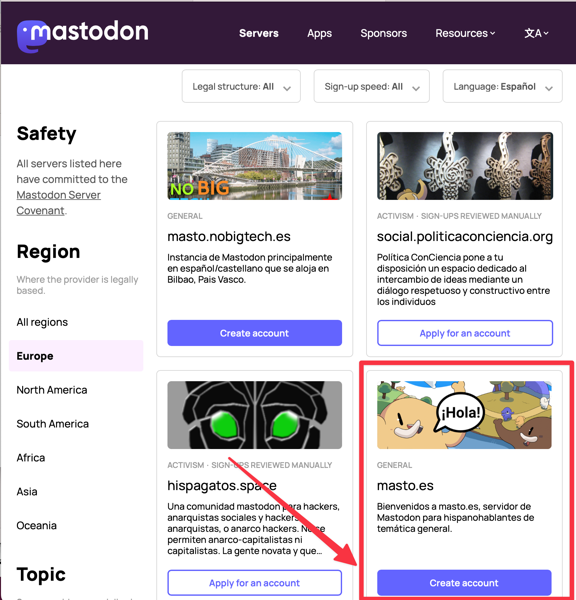 mastodon
Servers
Apps
Sponsors
Resources
文A
Legal structure: All
Sign-up speed: All
Language: Español
Safety
All servers listed here
have committed to the
Mastodon Server
Covenant.
Region
Where the provider is legally
based.
All regions
Europe
North America
South America
Africa
Asia
Oceania
Topic
NO BIG
GENERAL
masto.nobigtech.es
Instancia de Mastodon principalmente
en español/castellano que se aloja en
Bilbao, Pais Vasco.
Create account
ACTIVISM · SIGN-UPS REVIEWED MANUALLY
social.politicaconciencia.org
Política ConCiencia pone a tu
disposición un espacio dedicado al
intercambio de ideas mediante un
diálogo respetuoso y constructivo entre
los individuos
Apply for an account
ACTIVISM · SIGN-UPS REVIEWED MANUALLY
hispagatos.space
Una comunidad mastodon para hackers,
anarquistas sociales y hackers
anarquistas, o anarco hackers. No se
permiten anarco-capitalistas ni
capitalistas. La gente novata y que...
Apply for an account
¡Hola!
GENERAL
masto.es
Bienvenidos a masto.es, servidor de
Mastodon para hispanohablantes de
temática general.
Create account